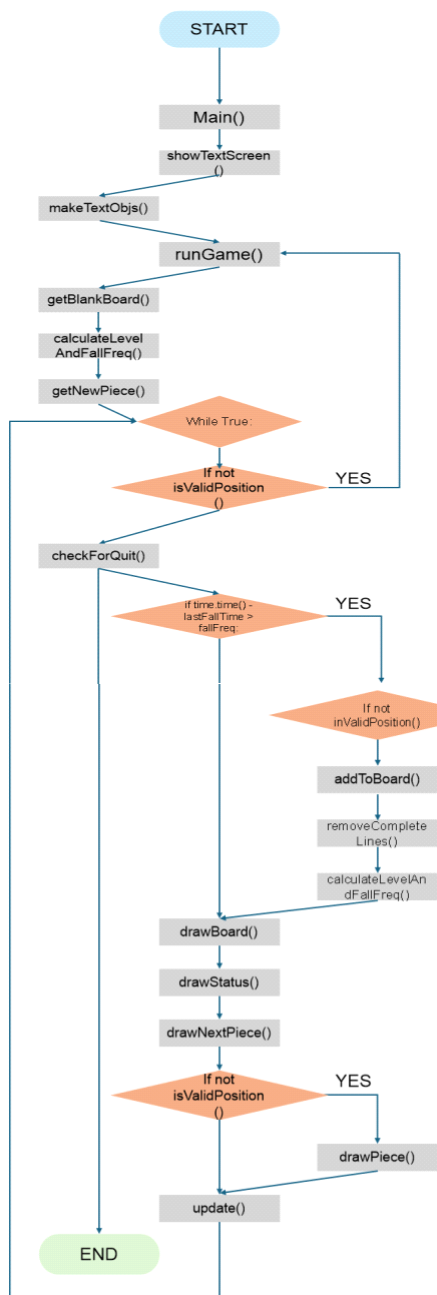 START
Main()
showTextScreen
()
makeTextObjs()
runGame()
getBlankBoard()
calculateLevel
AndFallFreq()
getNewPiece()
While True:
If not
isValidPosition
()
YES
checkForQuit()
if time.time() -
lastFallTime >
fallFreq:
YES
If not
inValidPosition()
addToBoard()
removeComplete
Lines()
calculateLevelAn
dFallFreq()
drawBoard()
drawStatus()
drawNextPiece()
If not
isValidPosition
()
YES
drawPiece()
update()
END